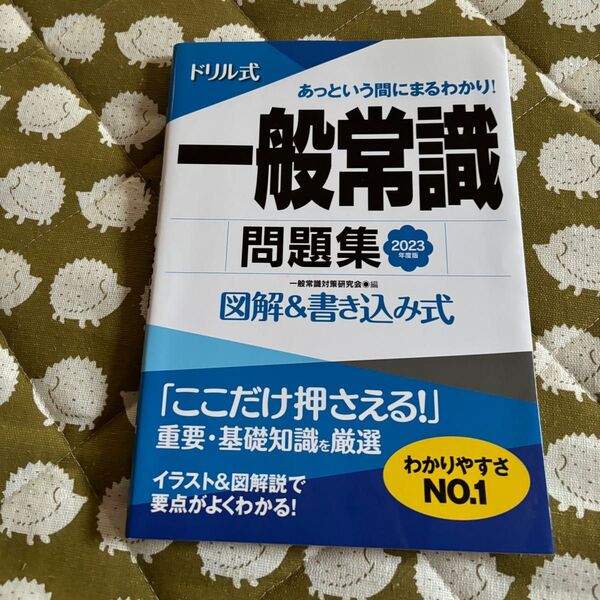 ドリル式
あっという間にまるわかり!
一般常識
問題集
2023
年度版
一般常識対策研究会◉編
図解&書き込み式
「ここだけ押さえる!」
重要・基礎知識を厳選
イラスト&図解説で
要点がよくわかる!
わかりやすさ
NO.1